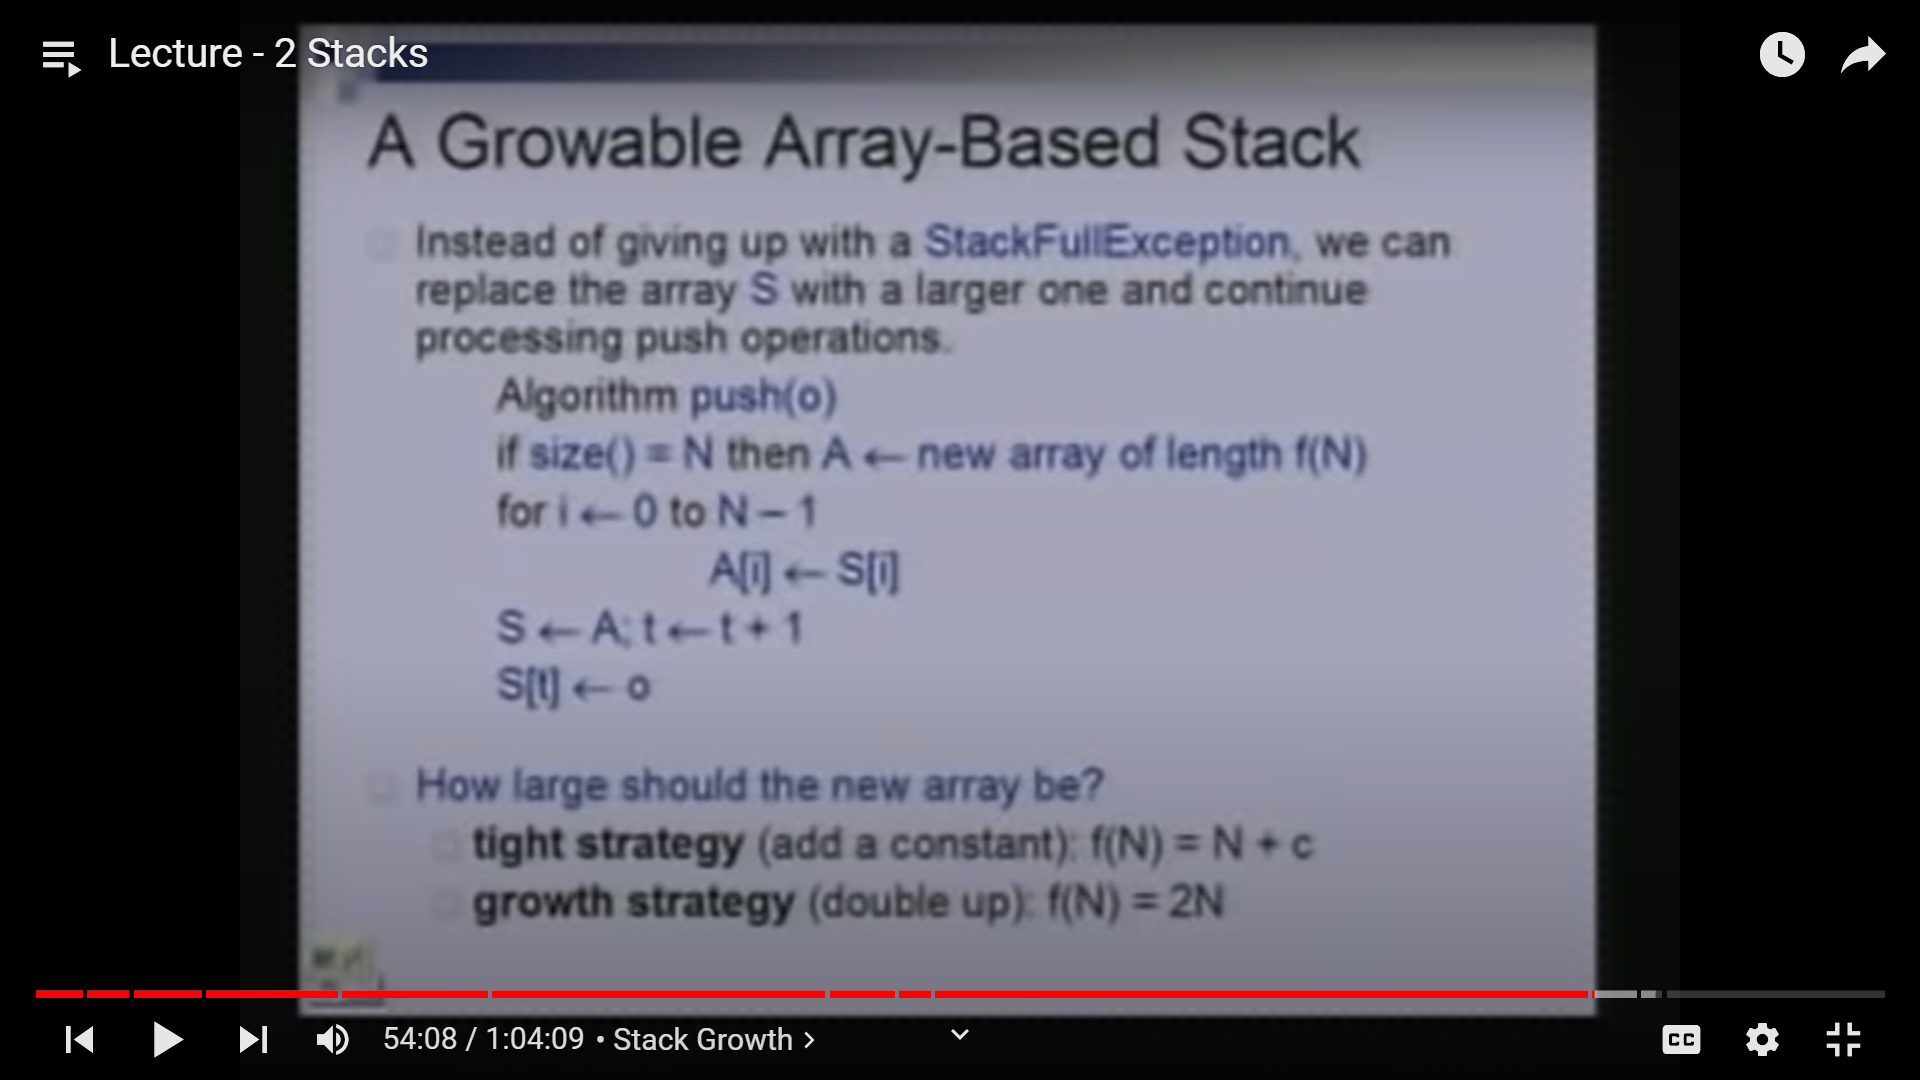 Lecture - 2 Stacks
A Growable Array-Based Stack
Instead of giving up with a StackFullException, we can
replace the array S with a larger one and continue
processing push operations.
Algorithm push(o)
if size() = N then A ← new array of length f(N)
for i ← 0 to N – 1
A[i] ← S[i]
S ← A; t ← t + 1
S[t] ← o
How large should the new array be?
tight strategy (add a constant): f(N) = N + c
growth strategy (double up): f(N) = 2N
54:08 / 1:04:09 • Stack Growth >
CC